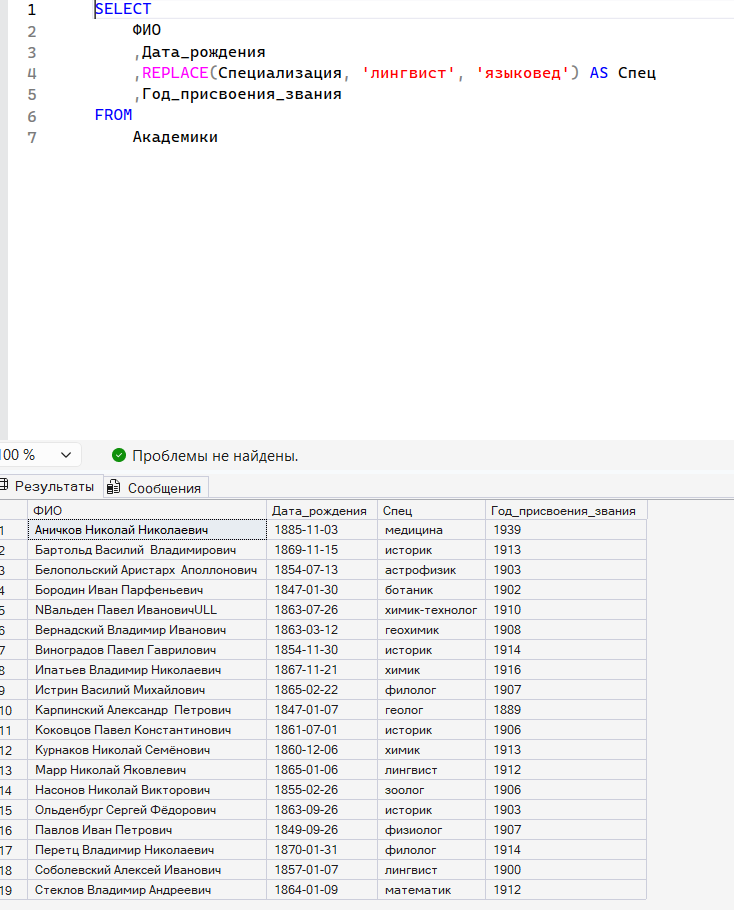 1 SELECT
2 ФИО
3 ,Дата_рождения
4 ,REPLACE(Специализация, 'лингвист', 'языковед') AS Спец
5 ,Год_присвоения_звания
6 FROM
7 Академики
100 %
Проблемы не найдены.
Результаты Сообщения
ФИО Дата_рождения Спец Год_присвоения_звания
1 Аничков Николай Николаевич 1885-11-03 медицина 1939
2 Бартольд Василий  Владимирович 1869-11-15 историк 1913
3 Белопольский Аристарх  Аполлонович 1854-07-13 астрофизик 1903
4 Бородин Иван Парфеньевич 1847-01-30 ботаник 1902
5 NВальден Павел ИвановичULL 1863-07-26 химик-технолог 1910
6 Вернадский Владимир Иванович 1863-03-12 геохимик 1908
7 Виноградов Павел Гаврилович 1854-11-30 историк 1914
8 Ипатьев Владимир Николаевич 1867-11-21 химик 1916
9 Истрин Василий Михайлович 1865-02-22 филолог 1907
10 Карпинский Александр  Петрович 1847-01-07 геолог 1889
11 Коковцов Павел Константинович 1861-07-01 историк 1906
12 Курнаков Николай Семёнович 1860-12-06 химик 1913
13 Марр Николай Яковлевич 1865-01-06 лингвист 1912
14 Насонов Николай Викторович 1855-02-26 зоолог 1906
15 Ольденбург Сергей Фёдорович 1863-09-26 историк 1903
16 Павлов Иван Петрович 1849-09-26 физиолог 1907
17 Перетц Владимир Николаевич 1870-01-31 филолог 1914
18 Соболевский Алексей Иванович 1857-01-07 лингвист 1900
19 Стеклов Владимир Андреевич 1864-01-09 математик 1912